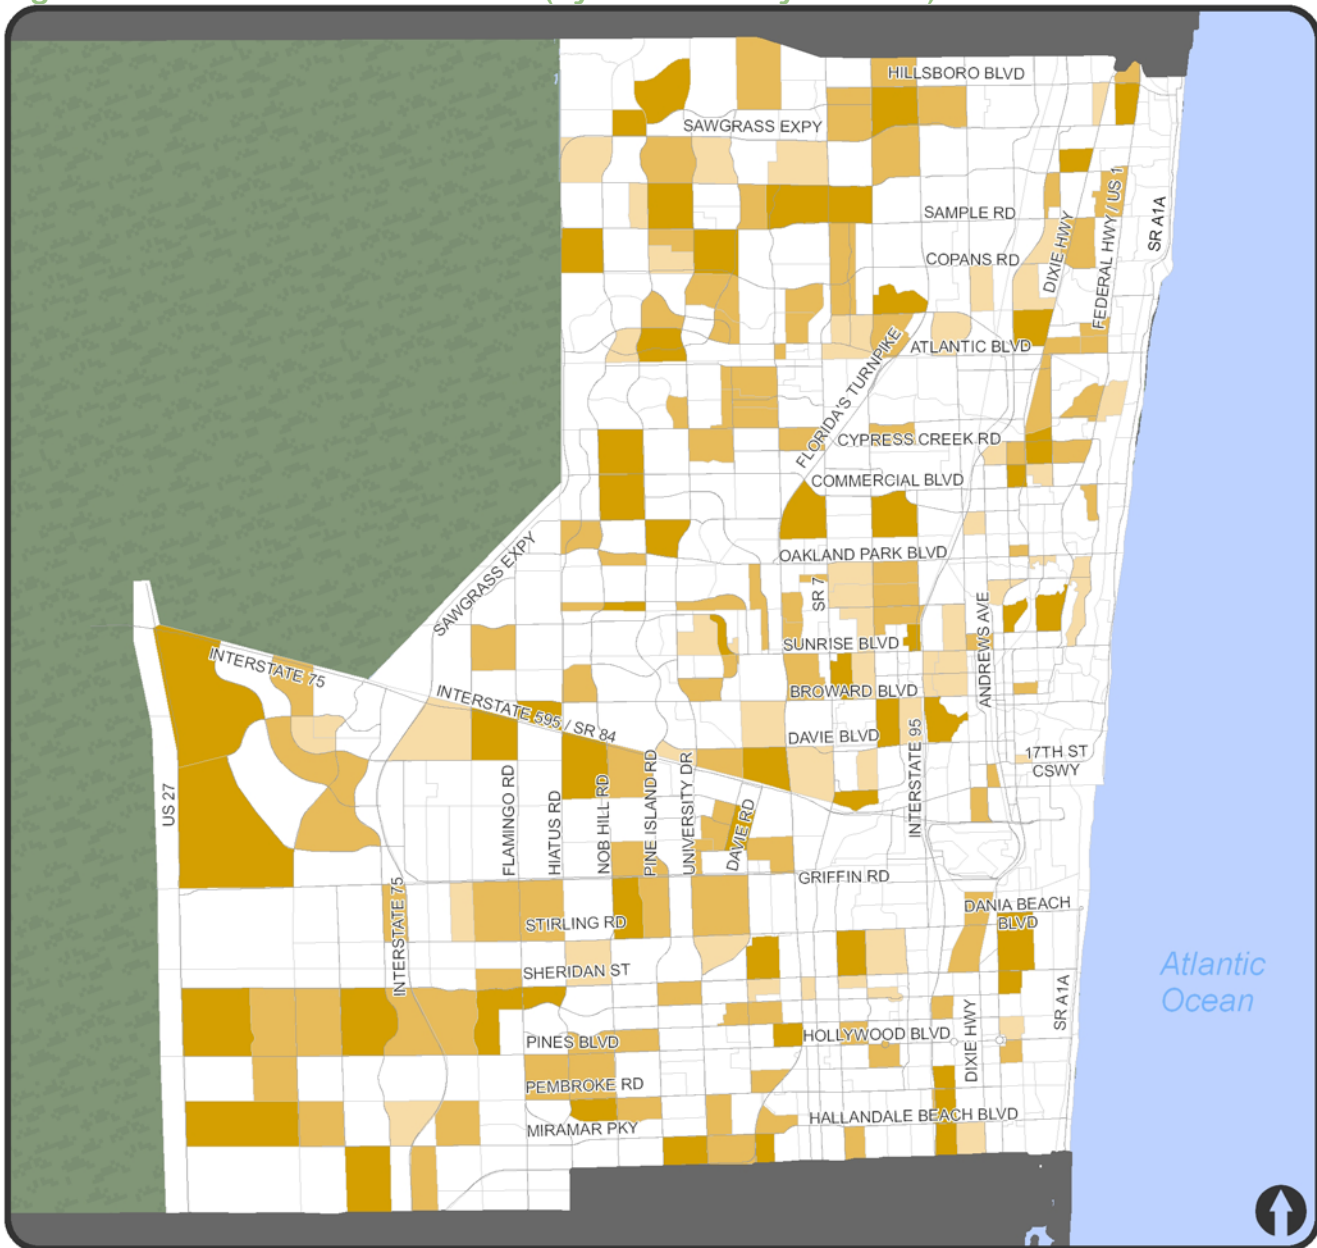 HILLSBORO BLVD
SAWGRASS EXPY
SAMPLE RD
SR A1A
FEDERAL HWY / US 1
DIXIE HWY
COPANS RD
ATLANTIC BLVD
FLORIDA'S TURNPIKE
CYPRESS CREEK RD
COMMERCIAL BLVD
SAWGRASS EXPY
OAKLAND PARK BLVD
SR 7
ANDREWS AVE
SUNRISE BLVD
INTERSTATE 75
INTERSTATE 595 / SR 84
BROWARD BLVD
DAVIE BLVD
INTERSTATE 95
17TH ST
CSWY
US 27
FLAMINGO RD
HIATUS RD
NOB HILL RD
PINE ISLAND RD
UNIVERSITY DR
DAVIE RD
GRIFFIN RD
INTERSTATE 75
STIRLING RD
DANIA BEACH
BLVD
SHERIDAN ST
Atlantic
Ocean
SR A1A
PINES BLVD
HOLLYWOOD BLVD
DIXIE HWY
PEMBROKE RD
HALLANDALE BEACH BLVD
MIRAMAR PKY